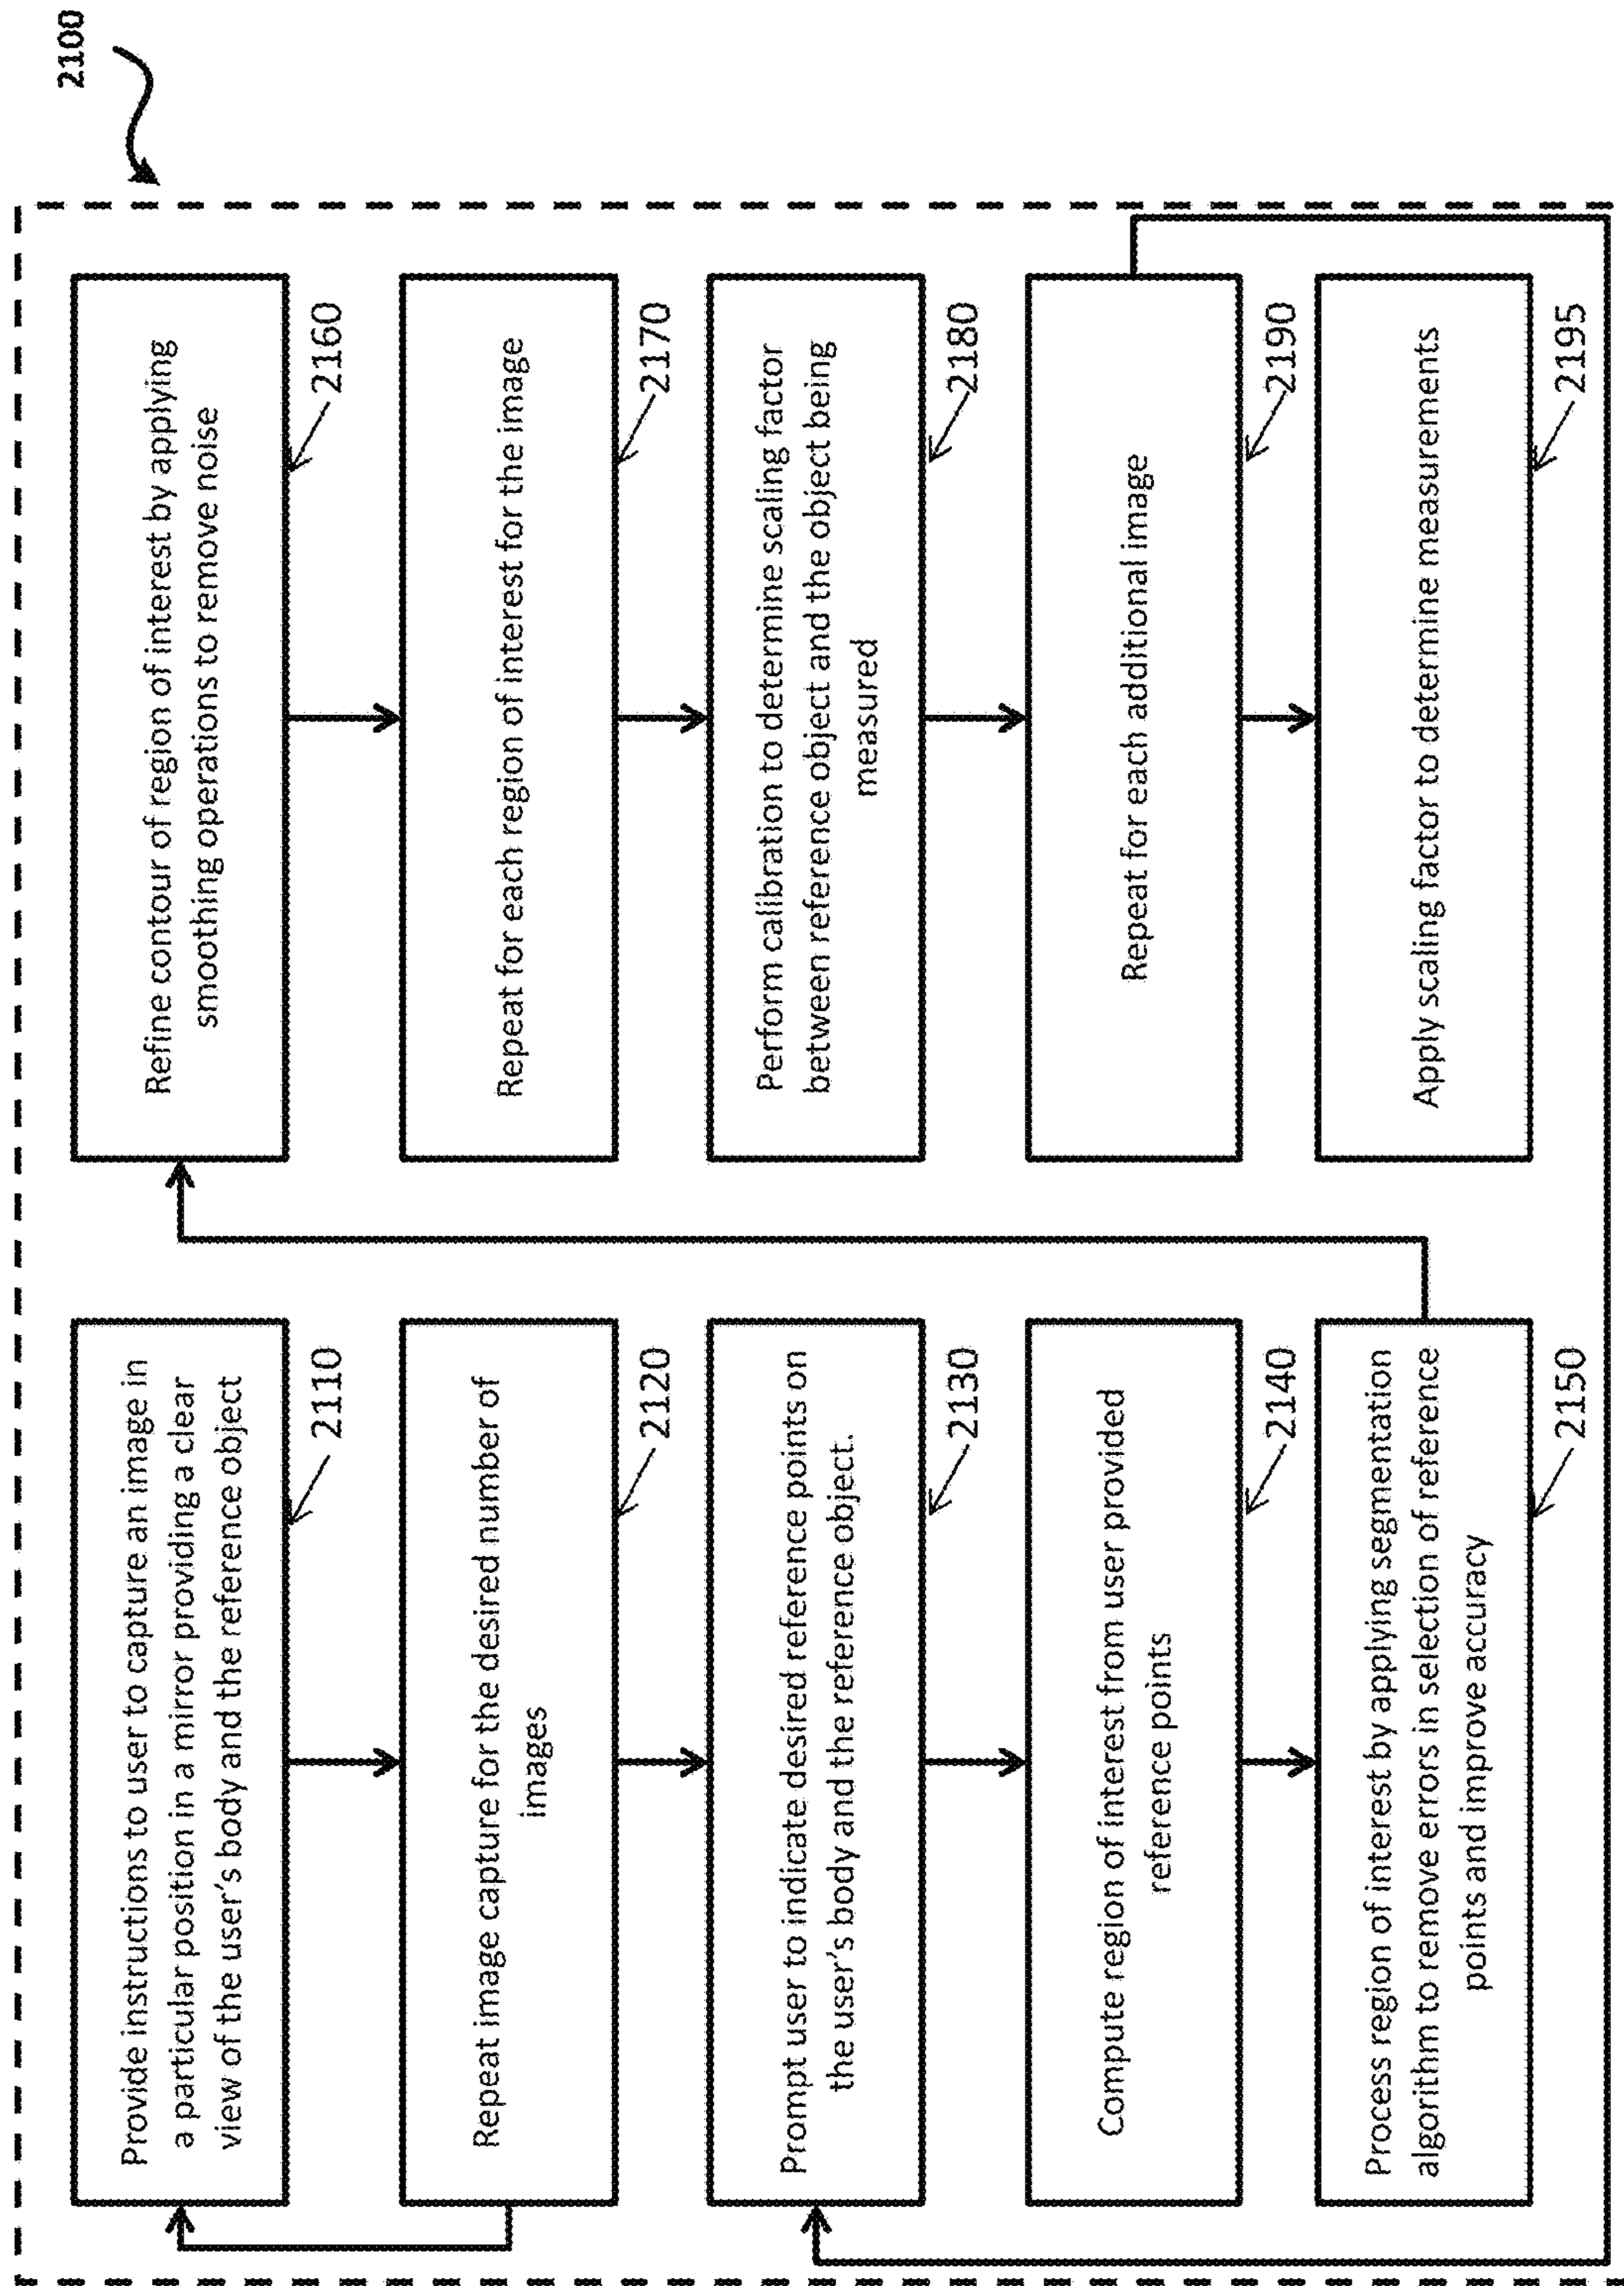 2100
Provide instructions to user to capture an image in
a particular position in a mirror providing a clear
view of the user's body and the reference object
2110
Repeat image capture for the desired number of
images
2120
Prompt user to indicate desired reference points on
the user's body and the reference object.
2130
Compute region of interest from user provided
reference points
2140
Process region of interest by applying segmentation
algorithm to remove errors in selection of reference
points and improve accuracy
2150
Refine contour of region of interest by applying
smoothing operations to remove noise
2160
Repeat for each region of interest for the image
2170
Perform calibration to determine scaling factor
between reference object and the object being
measured
2180
Repeat for each additional image
2190
Apply scaling factor to determine measurements
2195